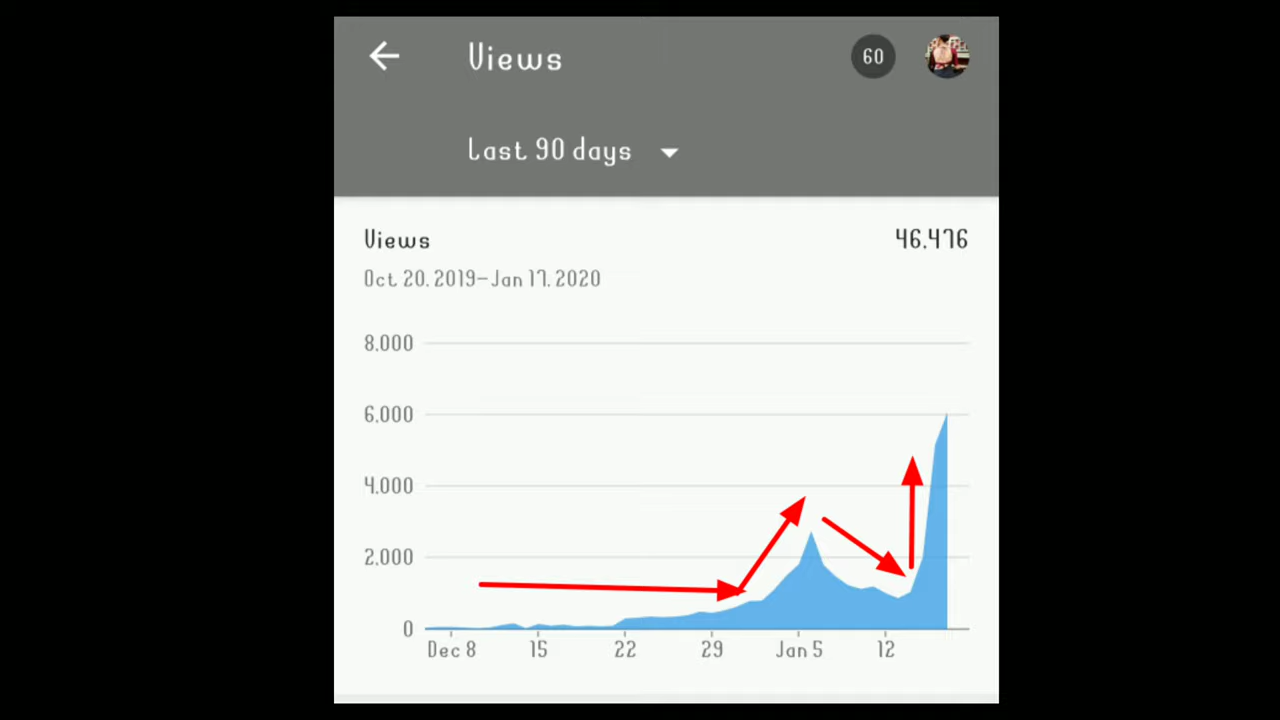 Views
60
Last 90 days
Views
46,476
Oct 20, 2019–Jan 17, 2020
8,000
6,000
4,000
2,000
0
Dec 8 15 22 29 Jan 5 12